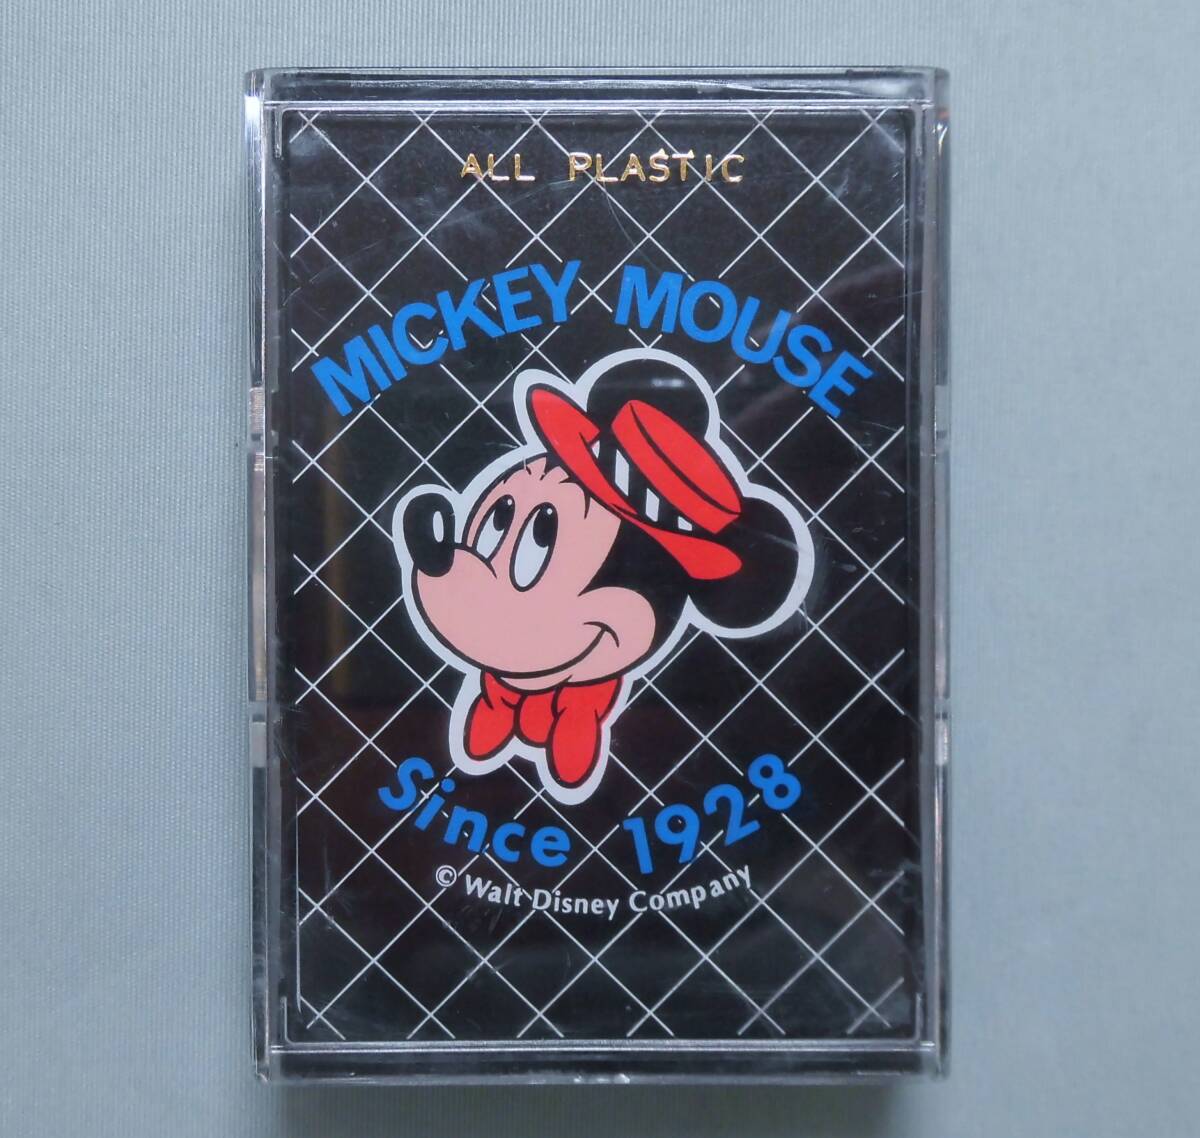 ALL PLASTIC
MICKEY MOUSE
Since 1928
© Walt Disney Company